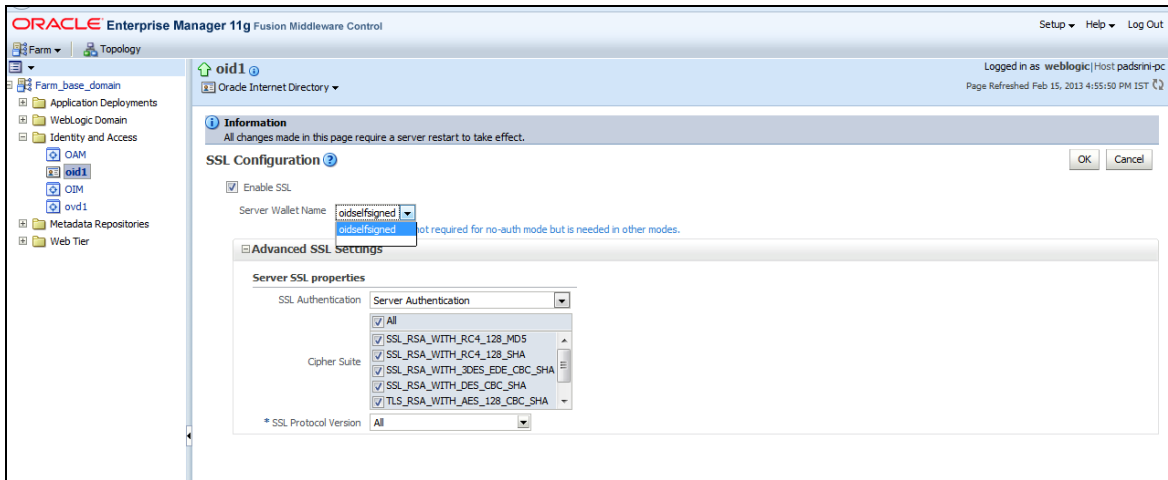 ORACLE Enterprise Manager 11g Fusion Middleware Control
Setup Help Log Out
Farm Topology
Farm_base_domain
Application Deployments
WebLogic Domain
Identity and Access
OAM
oid1
OIM
ovd1
Metadata Repositories
Web Tier
oid1
Logged in as weblogic|Host padsrini-pc
Oracle Internet Directory
Page Refreshed Feb 15, 2013 4:55:50 PM IST
Information
All changes made in this page require a server restart to take effect.
SSL Configuration
OK Cancel
Enable SSL
Server Wallet Name oidselfsigned
oidselfsigned not required for no-auth mode but is needed in other modes.
Advanced SSL Settings
Server SSL properties
SSL Authentication Server Authentication
All
SSL_RSA_WITH_RC4_128_MD5
SSL_RSA_WITH_RC4_128_SHA
Cipher Suite SSL_RSA_WITH_3DES_EDE_CBC_SHA
SSL_RSA_WITH_DES_CBC_SHA
TLS_RSA_WITH_AES_128_CBC_SHA
* SSL Protocol Version All